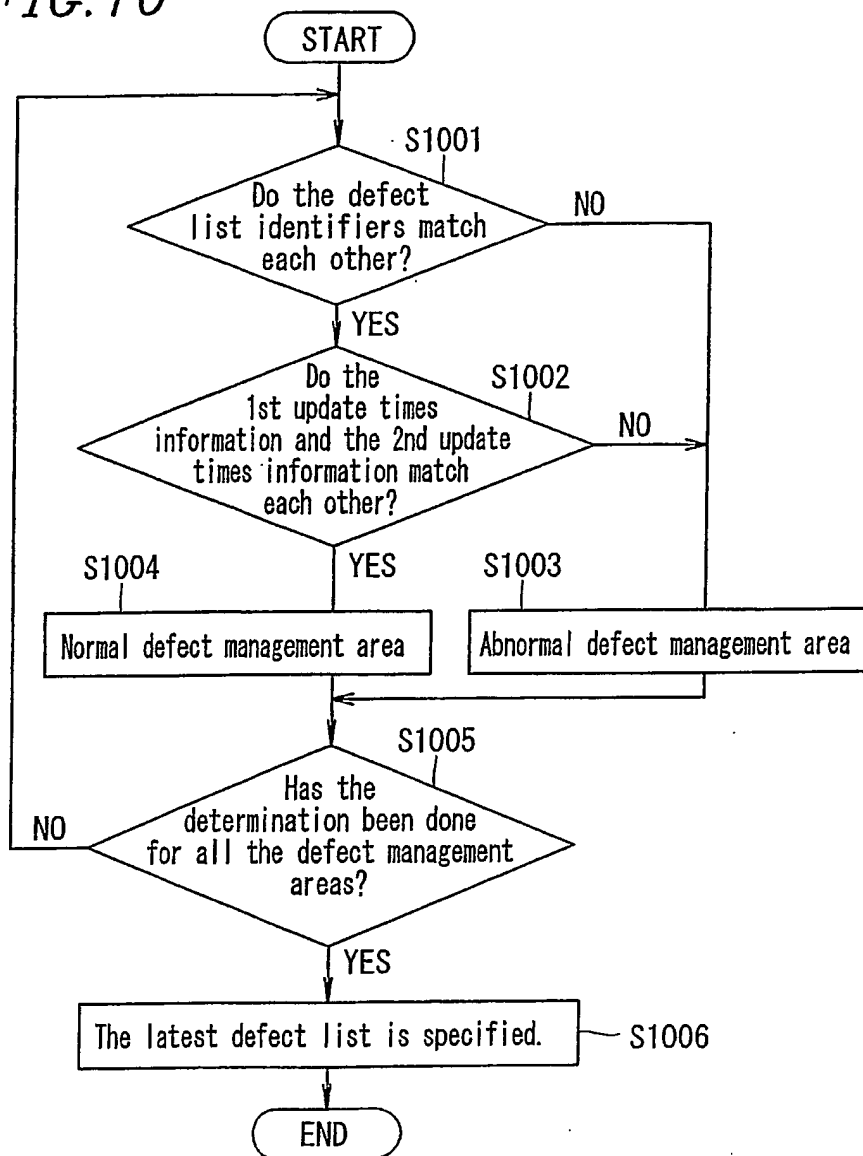 FIG. 10
START
S1001
Do the defect
list identifiers match
each other?
NO
YES
S1002
Do the
1st update times
information and the 2nd update
times information match
each other?
NO
YES
S1004
S1003
Normal defect management area
Abnormal defect management area
S1005
Has the
determination been done
for all the defect management
areas?
NO
YES
The latest defect list is specified.
S1006
END